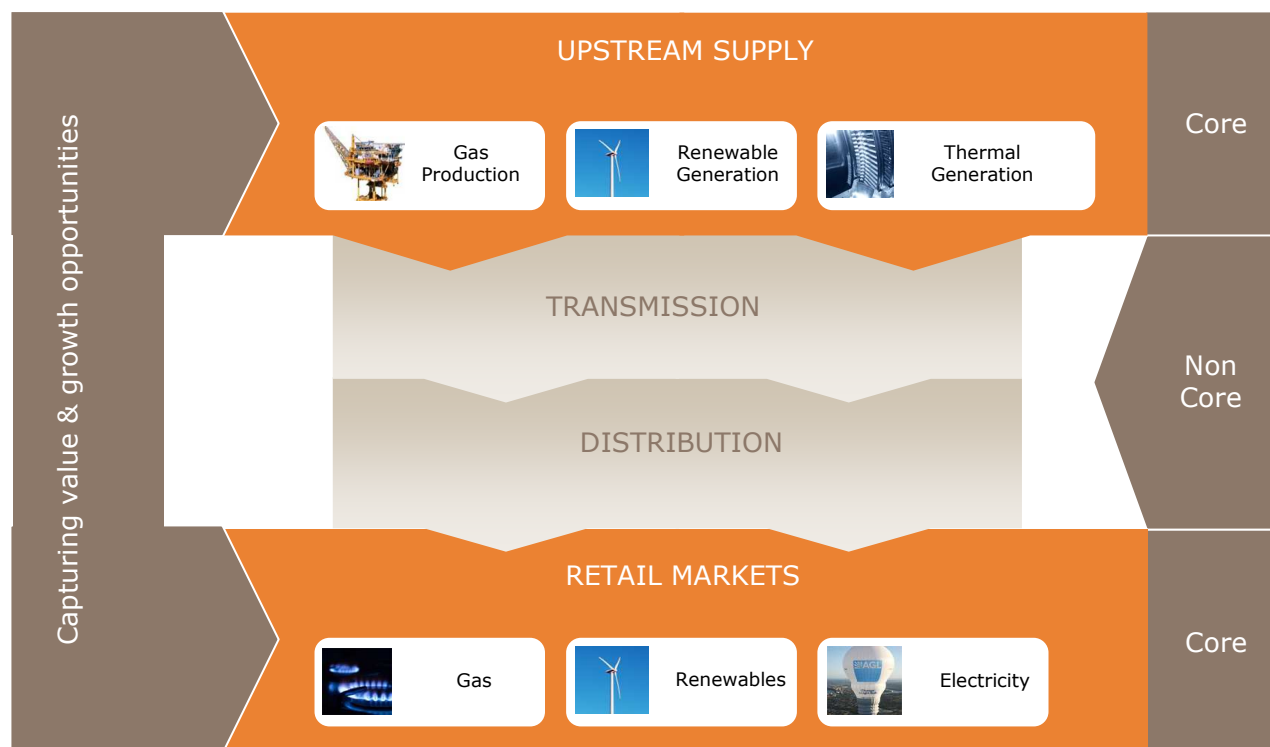 Capturing value & growth opportunities
UPSTREAM SUPPLY
Gas
Production
Renewable
Generation
Thermal
Generation
Core
TRANSMISSION
DISTRIBUTION
Non
Core
RETAIL MARKETS
Gas
Renewables
AGL
Electricity
Core